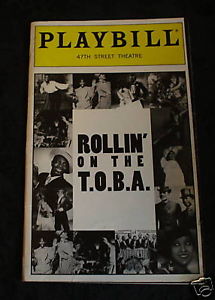 PLAYBILL
47TH STREET THEATRE
ROLLIN'
ON THE
T.O.B.A.